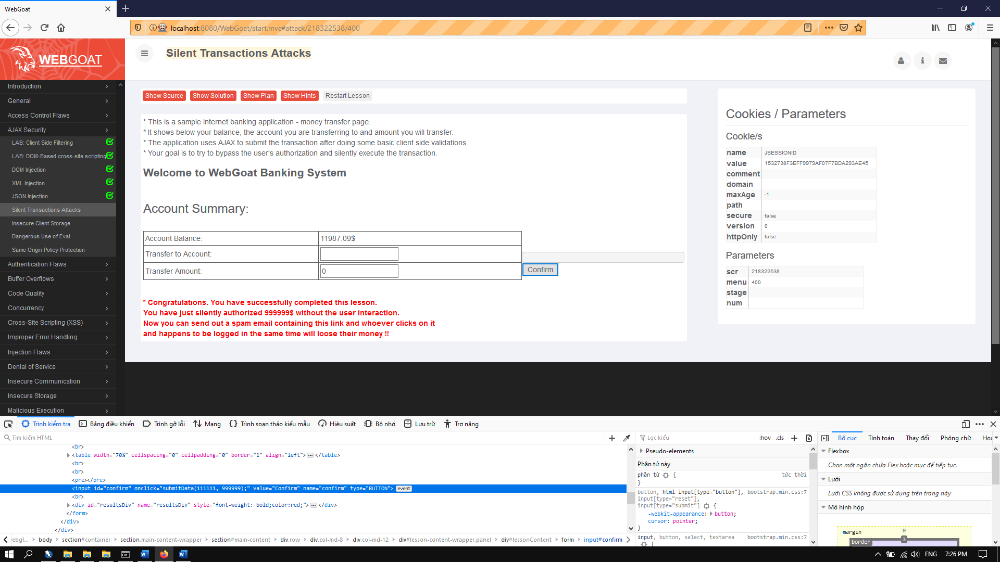 WebGoat
localhost:8080/WebGoat/start.mvc#attack/218322538/400
WEBGOAT
Silent Transactions Attacks
Introduction
General
Access Control Flaws
AJAX Security
LAB: Client Side Filtering
LAB: DOM-Based cross-site scripting
DOM Injection
XML Injection
JSON Injection
Silent Transactions Attacks
Insecure Client Storage
Dangerous Use of Eval
Same Origin Policy Protection
Authentication Flaws
Buffer Overflows
Code Quality
Concurrency
Cross-Site Scripting (XSS)
Improper Error Handling
Injection Flaws
Denial of Service
Insecure Communication
Insecure Storage
Malicious Execution
Show Source Show Solution Show Plan Show Hints Restart Lesson
* This is a sample internet banking application - money transfer page.
* It shows below your balance, the account you are transferring to and amount you will transfer.
* The application uses AJAX to submit the transaction after doing some basic client side validations.
* Your goal is to try to bypass the user's authorization and silently execute the transaction.
Welcome to WebGoat Banking System
Account Summary:
Account Balance: 11987.09$
Transfer to Account:
Transfer Amount: 0
Confirm
* Congratulations. You have successfully completed this lesson.
You have just silently authorized 999999$ without the user interaction.
Now you can send out a spam email containing this link and whoever clicks on it
and happens to be logged in the same time will loose their money !!
Cookies / Parameters
Cookie/s
name JSESSIONID
value 1532738F3EFF9979AF07F7BDA293AE45
comment
domain
maxAge -1
path
secure false
version 0
httpOnly false
Parameters
scr 218322538
menu 400
stage
num
Trình kiểm tra Bảng điều khiển Trình gỡ lỗi Mạng Trình soạn thảo kiểu mẫu Hiệu suất Bộ nhớ Lưu trữ Trợ năng
Tìm kiếm HTML
<br>
<table width="70%" cellspacing="0" cellpadding="0" border="1" align="left"> ••• </table>
<br>
<br>
<pre></pre>
<input id="confirm" onclick="submitData(111111, 999999);" value="Confirm" name="confirm" type="BUTTON"> event
<br>
<div id="resultsDiv" name="resultsDiv" style="font-weight: bold;color:red;"> ••• </div>
</form>
</div>
</div>
body > section#container > section.main-content-wrapper > section#main-content > div.row > div.col-md-8 > div.col-md-12 > div#lesson-content-wrapper.panel > div#lessonContent > form > input#confirm
Lọc kiểu :hov .cls
Pseudo-elements
Phần tử này
phần tử { tức thời
}
button, html input[type="button"], bootstrap.min.css:7
input[type="reset"],
input[type="submit"] {
-webkit-appearance: button;
cursor: pointer;
}
input, button, select, textarea bootstrap.min.css:7
{
Bố cục Tính toán Thay đổi Phông chữ
Flexbox
Chọn một ngăn chứa Flex hoặc mục để tiếp tục.
Lưới
Lưới CSS không được sử dụng trên trang này
Mô hình hộp
margin 0
border 3
ENG 7:26 PM